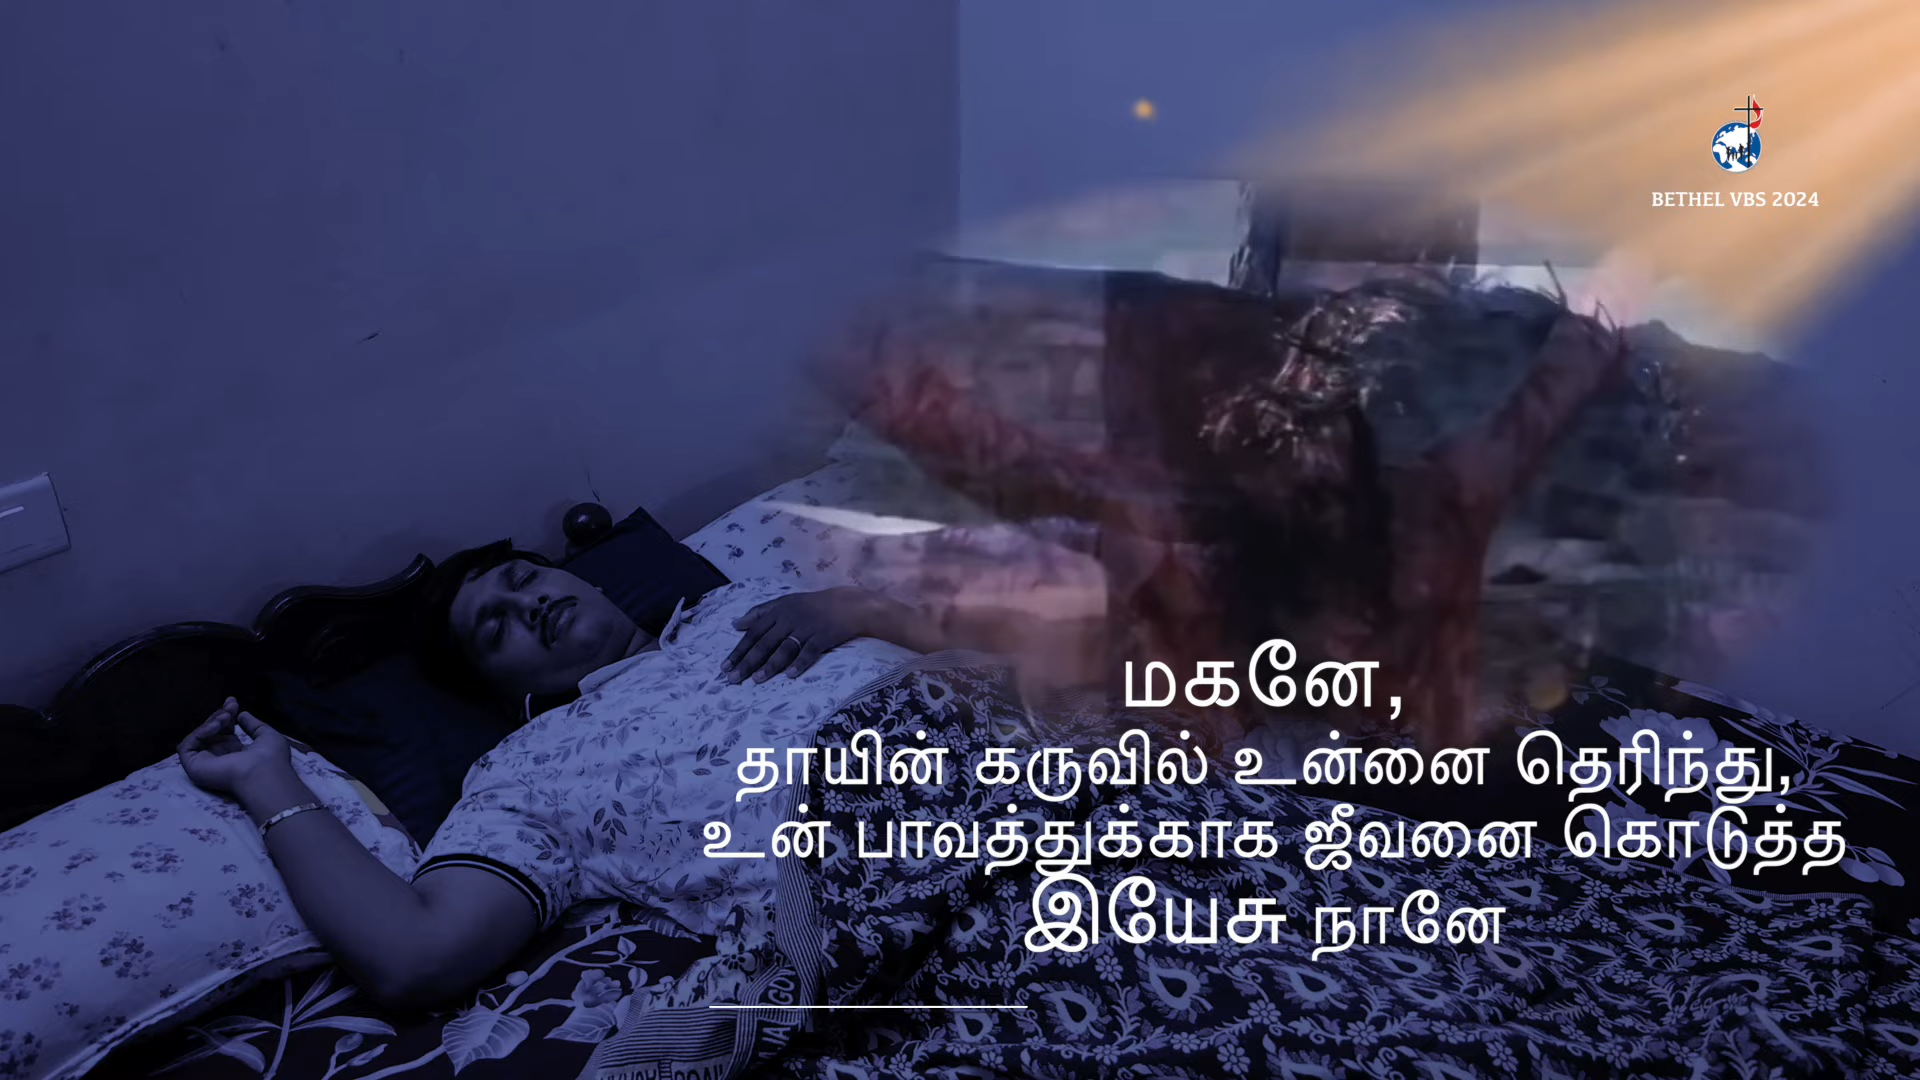 BETHEL VBS 2024
மகனே,
தாயின் கருவில் உன்னை தெரிந்து,
உன் பாவத்துக்காக ஜீவனை கொடுத்த
இயேசு நானே